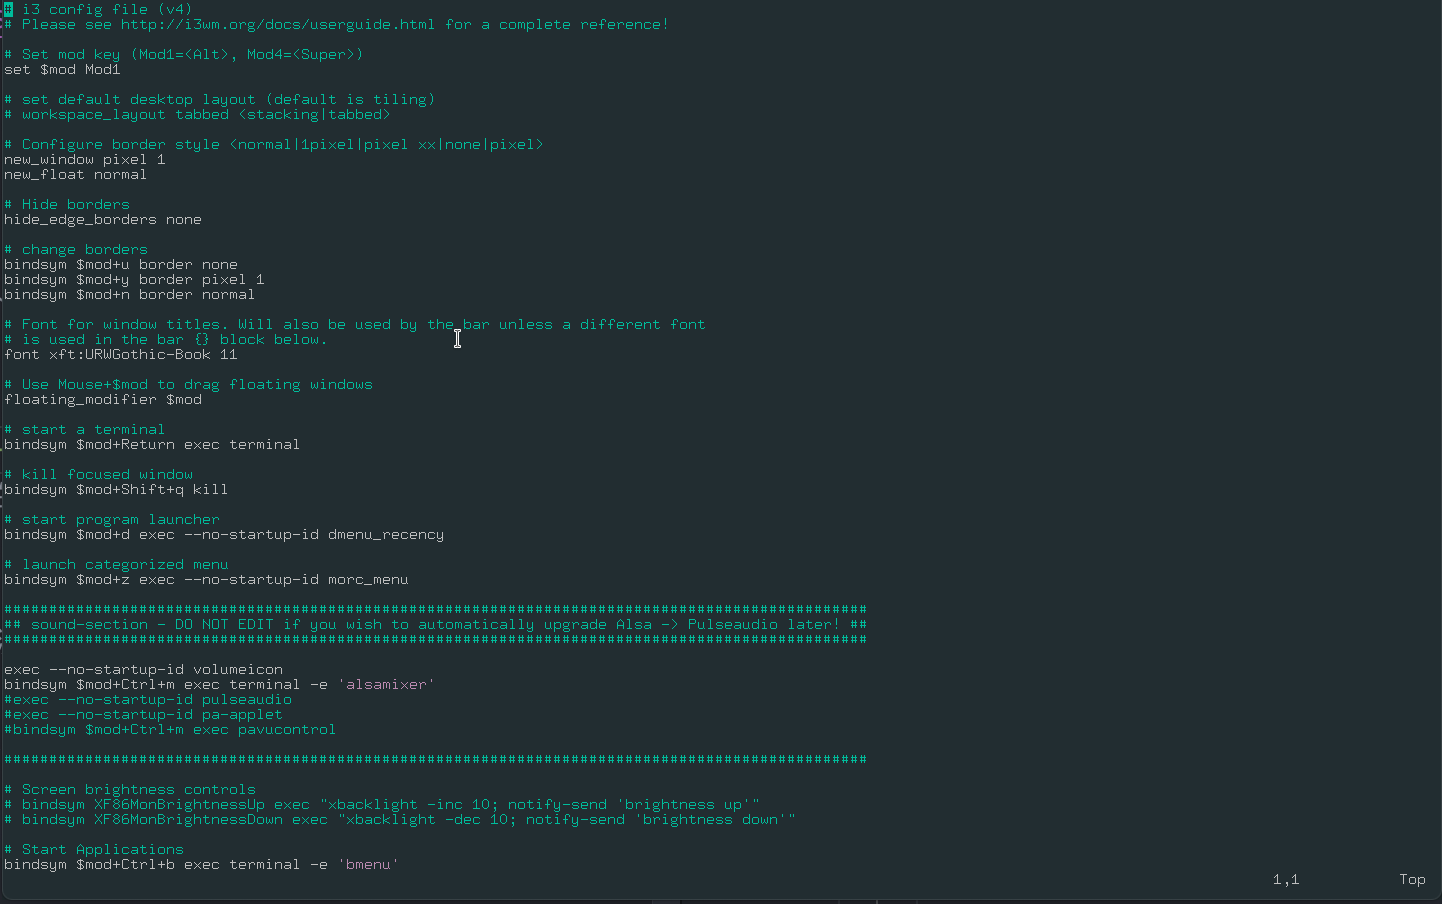 # i3 config file (v4)
# Please see http://i3wm.org/docs/userguide.html for a complete reference!

# Set mod key (Mod1=<Alt>, Mod4=<Super>)
set $mod Mod1

# set default desktop layout (default is tiling)
# workspace_layout tabbed <stacking|tabbed>

# Configure border style <normal|1pixel|pixel xx|none|pixel>
new_window pixel 1
new_float normal

# Hide borders
hide_edge_borders none

# change borders
bindsym $mod+u border none
bindsym $mod+y border pixel 1
bindsym $mod+n border normal

# Font for window titles. Will also be used by the bar unless a different font
# is used in the bar {} block below.
font xft:URWGothic-Book 11

# Use Mouse+$mod to drag floating windows
floating_modifier $mod

# start a terminal
bindsym $mod+Return exec terminal

# kill focused window
bindsym $mod+Shift+q kill

# start program launcher
bindsym $mod+d exec --no-startup-id dmenu_recency

# launch categorized menu
bindsym $mod+z exec --no-startup-id morc_menu

################################################################################################
## sound-section - DO NOT EDIT if you wish to automatically upgrade Alsa -> Pulseaudio later! ##
################################################################################################

exec --no-startup-id volumeicon
bindsym $mod+Ctrl+m exec terminal -e 'alsamixer'
#exec --no-startup-id pulseaudio
#exec --no-startup-id pa-applet
#bindsym $mod+Ctrl+m exec pavucontrol

################################################################################################

# Screen brightness controls
# bindsym XF86MonBrightnessUp exec "xbacklight -inc 10; notify-send 'brightness up'"
# bindsym XF86MonBrightnessDown exec "xbacklight -dec 10; notify-send 'brightness down'"

# Start Applications
bindsym $mod+Ctrl+b exec terminal -e 'bmenu'
1,1 Top